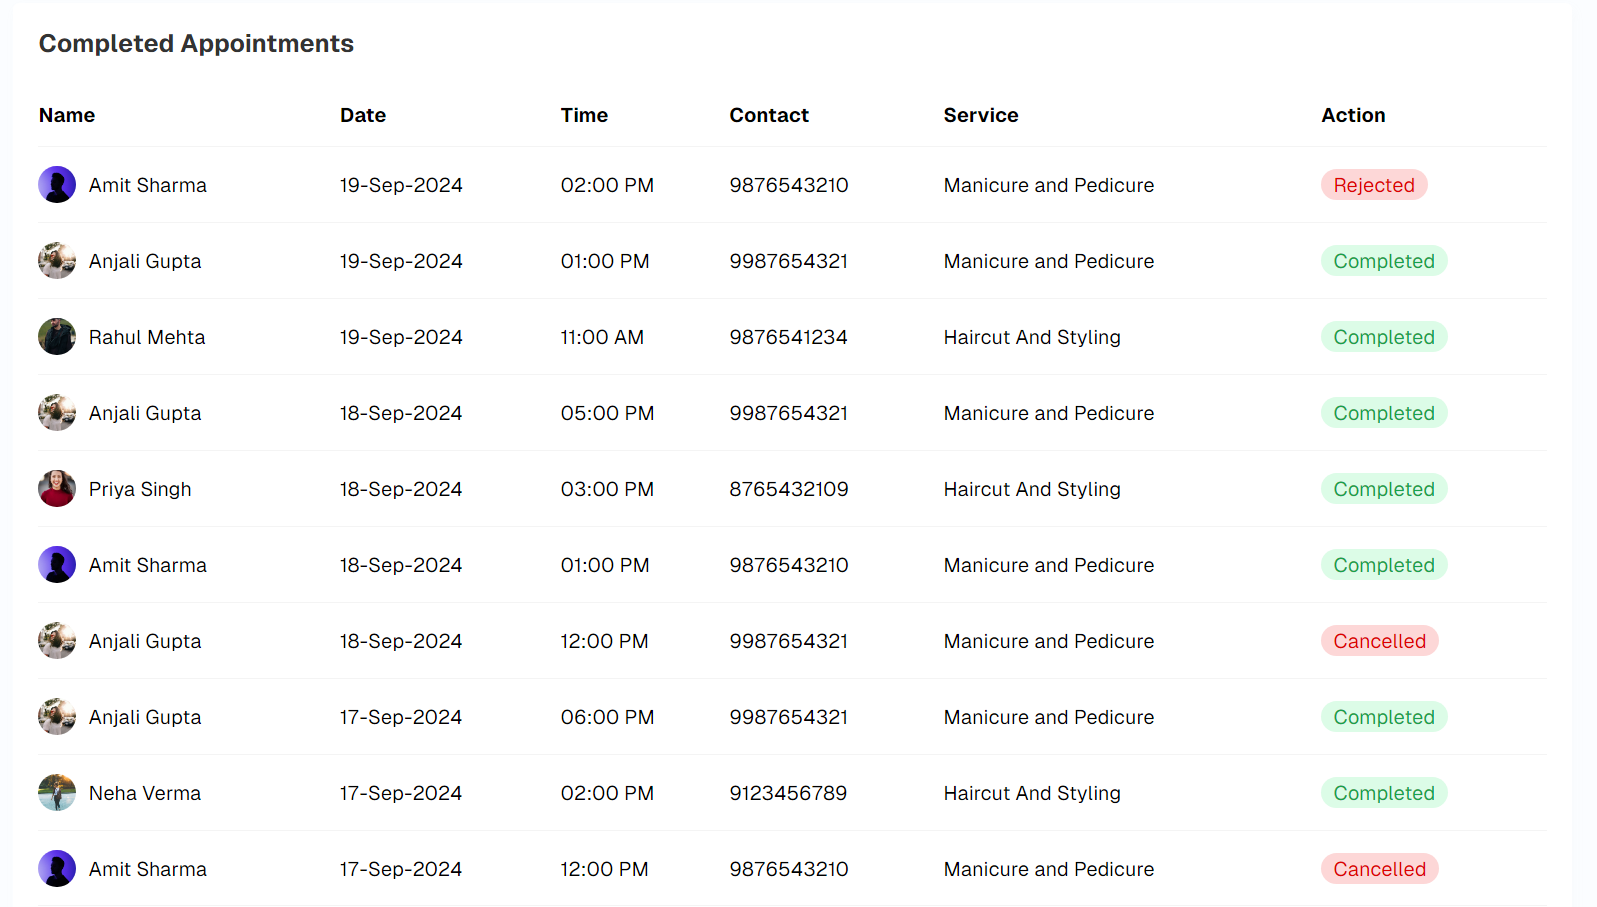 Completed Appointments
Name Date Time Contact Service Action
Amit Sharma 19-Sep-2024 02:00 PM 9876543210 Manicure and Pedicure Rejected
Anjali Gupta 19-Sep-2024 01:00 PM 9987654321 Manicure and Pedicure Completed
Rahul Mehta 19-Sep-2024 11:00 AM 9876541234 Haircut And Styling Completed
Anjali Gupta 18-Sep-2024 05:00 PM 9987654321 Manicure and Pedicure Completed
Priya Singh 18-Sep-2024 03:00 PM 8765432109 Haircut And Styling Completed
Amit Sharma 18-Sep-2024 01:00 PM 9876543210 Manicure and Pedicure Completed
Anjali Gupta 18-Sep-2024 12:00 PM 9987654321 Manicure and Pedicure Cancelled
Anjali Gupta 17-Sep-2024 06:00 PM 9987654321 Manicure and Pedicure Completed
Neha Verma 17-Sep-2024 02:00 PM 9123456789 Haircut And Styling Completed
Amit Sharma 17-Sep-2024 12:00 PM 9876543210 Manicure and Pedicure Cancelled